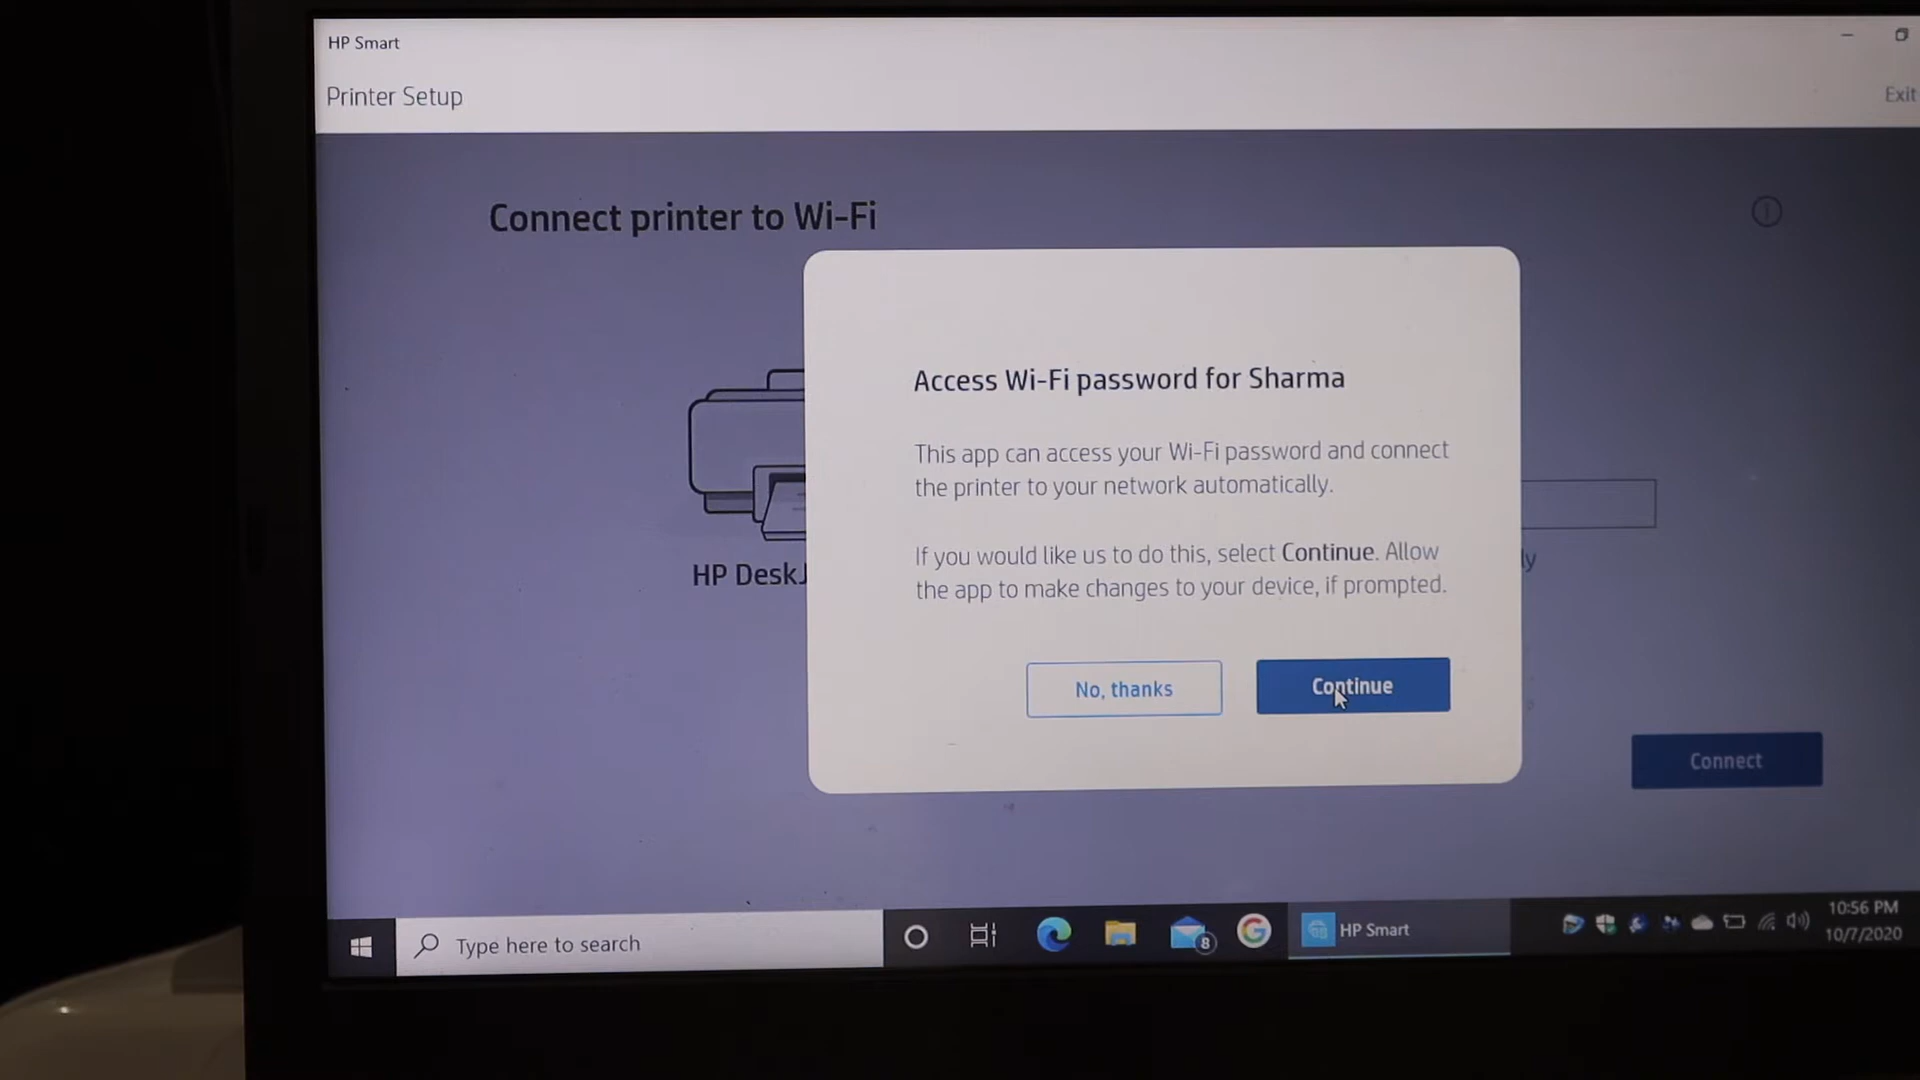 HP Smart
Printer Setup
Exit
Connect printer to Wi-Fi
Access Wi-Fi password for Sharma
This app can access your Wi-Fi password and connect
the printer to your network automatically.
If you would like us to do this, select Continue. Allow
the app to make changes to your device, if prompted.
HP DeskJ
ly
No, thanks
Continue
Connect
Type here to search
8
G
HP Smart
10:56 PM
10/7/2020